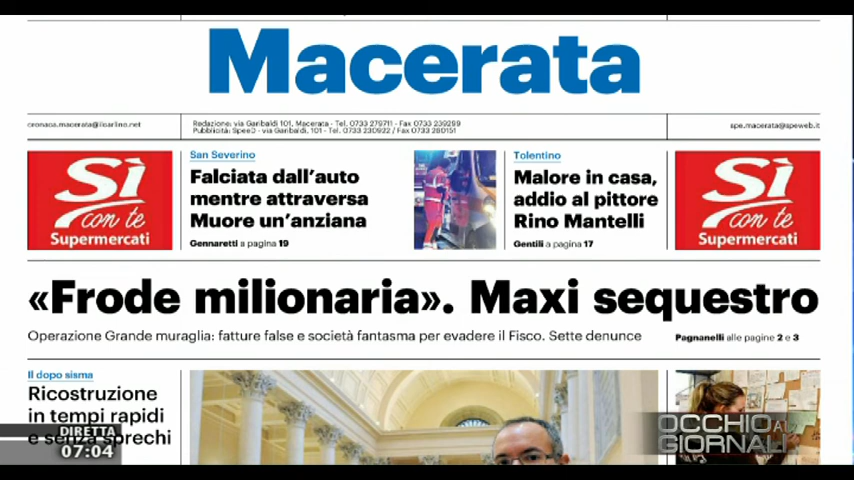 Macerata
cronaca.macerata@ilcarlino.net
Redazione: via Garibaldi 101, Macerata - Tel. 0733 279711 - Fax 0733 239299
Pubblicità: SpeeD - via Garibaldi, 101 - Tel. 0733 230922 / Fax 0733 260151
spe.macerata@speweb.it
Sì
con te
Supermercati
San Severino
Falciata dall'auto
mentre attraversa
Muore un'anziana
Gennaretti a pagina 19
Tolentino
Malore in casa,
addio al pittore
Rino Mantelli
Gentili a pagina 17
Sì
con te
Supermercati
«Frode milionaria». Maxi sequestro
Operazione Grande muraglia: fatture false e società fantasma per evadere il Fisco. Sette denunce
Pagnanelli alle pagine 2 e 3
Il dopo sisma
Ricostruzione
in tempi rapidi
e senza sprechi
DIRETTA
07:04
OCCHIO AI
GIORNALI